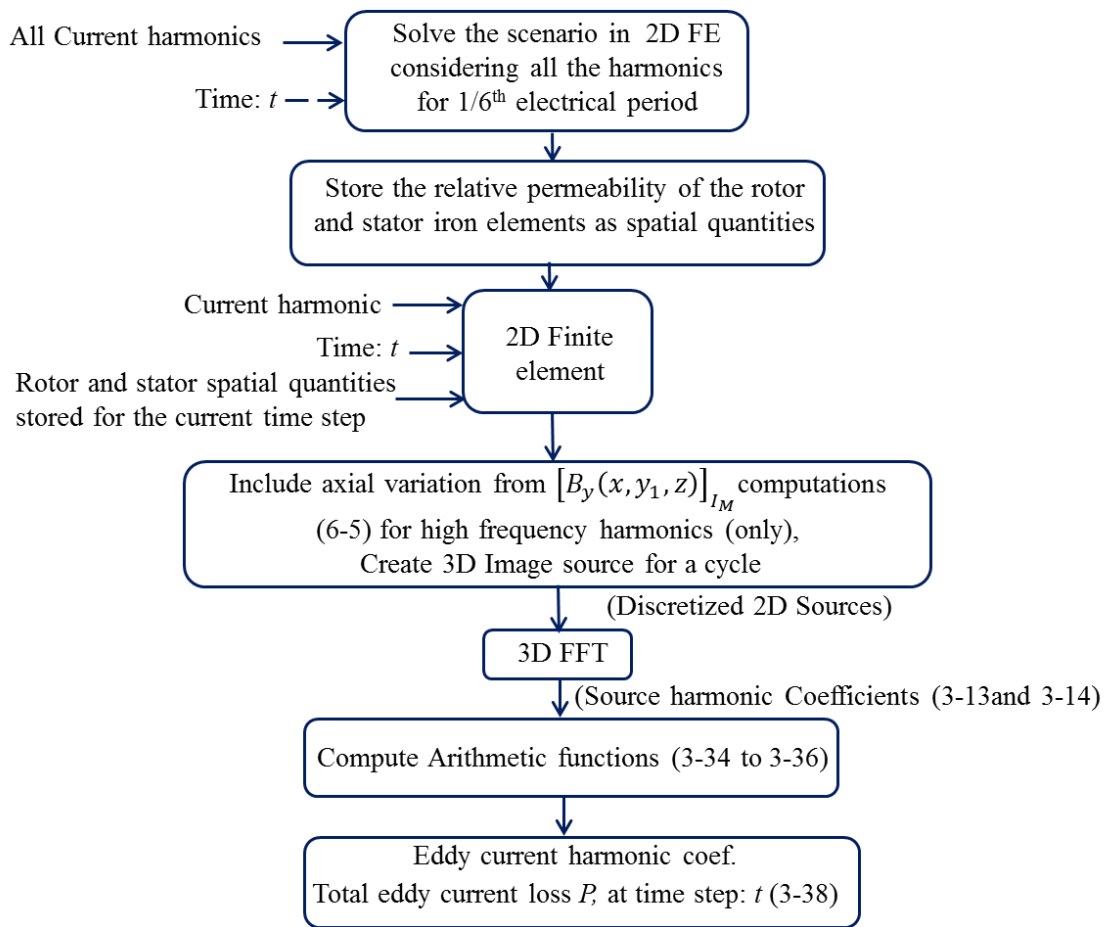 All Current harmonics
Time: t
Solve the scenario in 2D FE
considering all the harmonics
for 1/6th electrical period
Store the relative permeability of the rotor
and stator iron elements as spatial quantities
Current harmonic
Time: t
Rotor and stator spatial quantities
stored for the current time step
2D Finite
element
Include axial variation from [B_y(x, y_1, z)]_{I_M} computations
(6-5) for high frequency harmonics (only),
Create 3D Image source for a cycle
(Discretized 2D Sources)
3D FFT
(Source harmonic Coefficients (3-13and 3-14)
Compute Arithmetic functions (3-34 to 3-36)
Eddy current harmonic coef.
Total eddy current loss P, at time step: t (3-38)